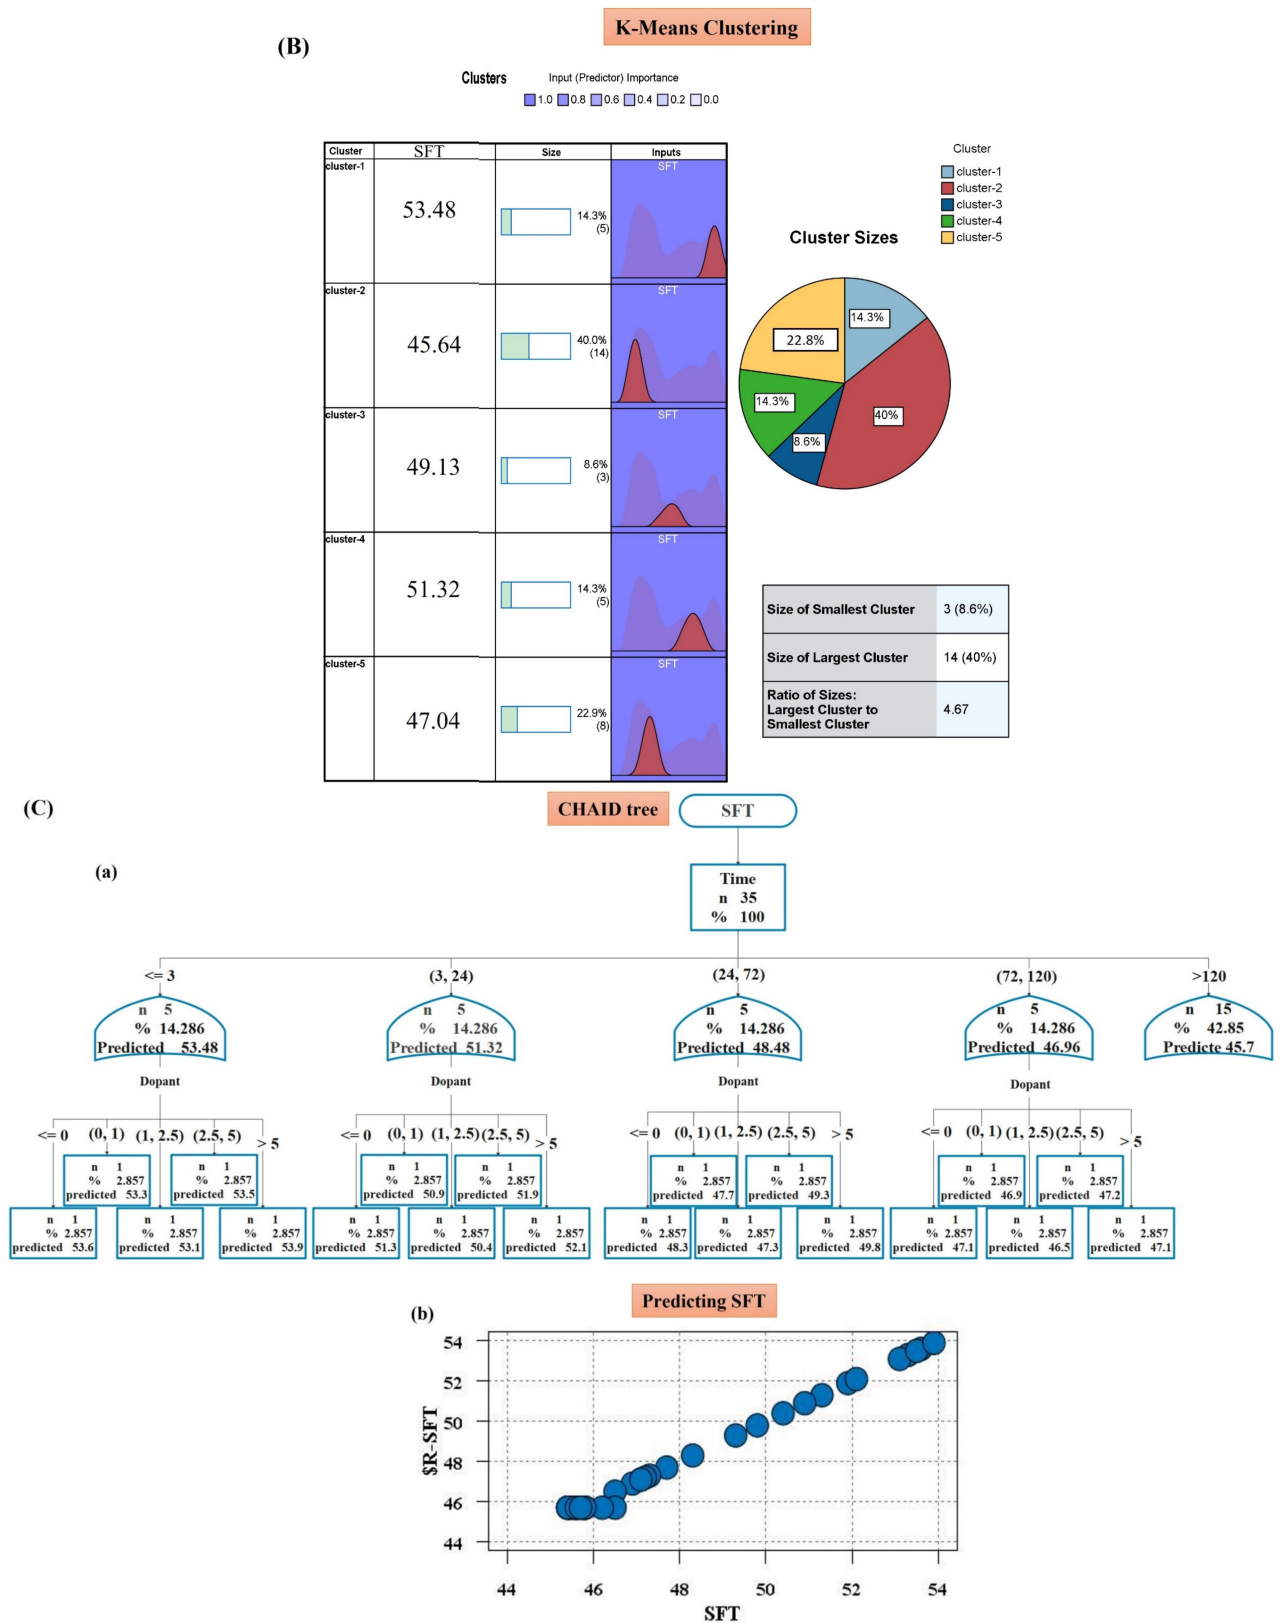 K-Means Clustering
(B)
Clusters
Input (Predictor) Importance
1.0 0.8 0.6 0.4 0.2 0.0
Cluster SFT Size Inputs
cluster-1
53.48
14.3%
(5)
SFT
cluster-2
45.64
40.0%
(14)
SFT
cluster-3
49.13
8.6%
(3)
SFT
cluster-4
51.32
14.3%
(5)
SFT
cluster-5
47.04
22.9%
(8)
SFT
Cluster
cluster-1
cluster-2
cluster-3
cluster-4
cluster-5
Cluster Sizes
14.3%
22.8%
14.3%
40%
8.6%
Size of Smallest Cluster 3 (8.6%)
Size of Largest Cluster 14 (40%)
Ratio of Sizes:
Largest Cluster to
Smallest Cluster
4.67
(C)
CHAID tree
SFT
(a)
Time
n 35
% 100
<= 3
(3, 24)
(24, 72)
(72, 120)
>120
n 5
% 14.286
Predicted 53.48
n 5
% 14.286
Predicted 51.32
n 5
% 14.286
Predicted 48.48
n 5
% 14.286
Predicted 46.96
n 15
% 42.85
Predicte 45.7
Dopant
Dopant
Dopant
Dopant
<= 0 (0, 1) (1, 2.5) (2.5, 5) > 5
<= 0 (0, 1) (1, 2.5) (2.5, 5) > 5
<= 0 (0, 1) (1, 2.5) (2.5, 5) > 5
<= 0 (0, 1) (1, 2.5) (2.5, 5) > 5
n 1
% 2.857
predicted 53.3
n 1
% 2.857
predicted 53.5
n 1
% 2.857
predicted 50.9
n 1
% 2.857
predicted 51.9
n 1
% 2.857
predicted 47.7
n 1
% 2.857
predicted 49.3
n 1
% 2.857
predicted 46.9
n 1
% 2.857
predicted 47.2
n 1
% 2.857
predicted 53.6
n 1
% 2.857
predicted 53.1
n 1
% 2.857
predicted 53.9
n 1
% 2.857
predicted 51.3
n 1
% 2.857
predicted 50.4
n 1
% 2.857
predicted 52.1
n 1
% 2.857
predicted 48.3
n 1
% 2.857
predicted 47.3
n 1
% 2.857
predicted 49.8
n 1
% 2.857
predicted 47.1
n 1
% 2.857
predicted 46.5
n 1
% 2.857
predicted 47.1
Predicting SFT
(b)
$R-SFT
54
52
50
48
46
44
44 46 48 50 52 54
SFT